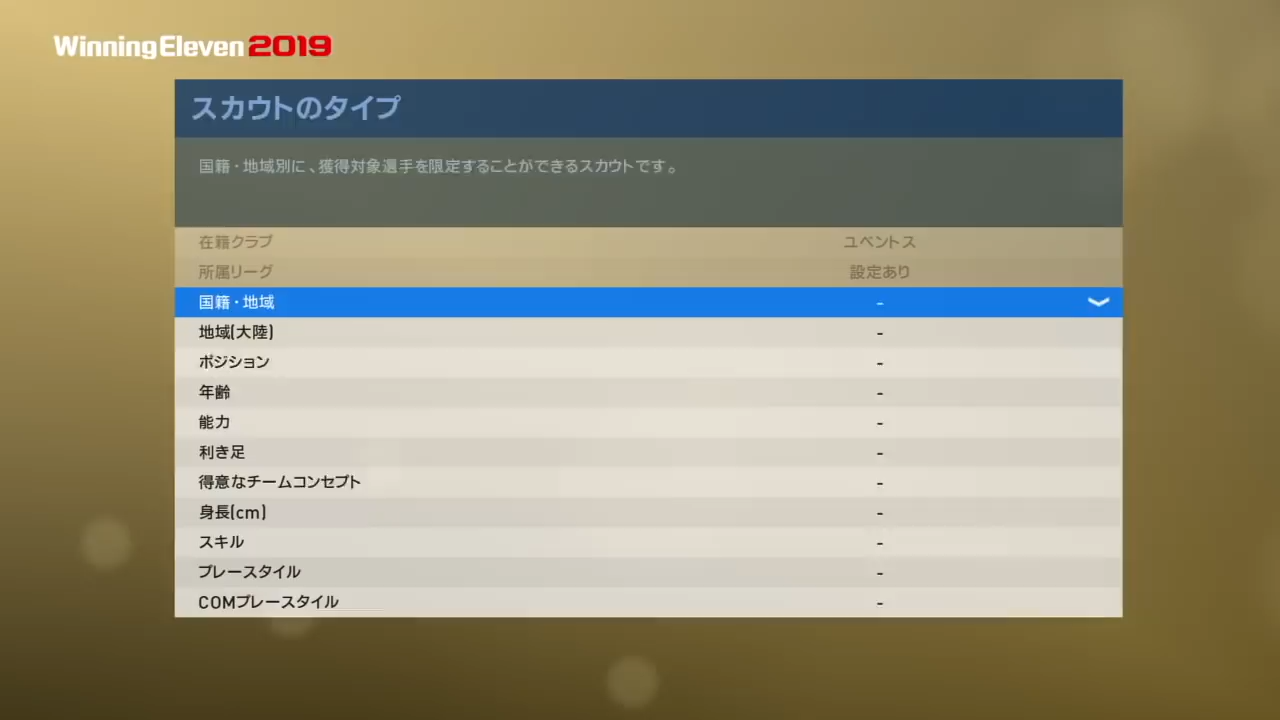 WinningEleven 2019
スカウトのタイプ
国籍・地域別に、獲得対象選手を限定することができるスカウトです。
在籍クラブ ユベントス
所属リーグ 設定あり
国籍・地域 -
地域(大陸) -
ポジション -
年齢 -
能力 -
利き足 -
得意なチームコンセプト -
身長(cm) -
スキル -
プレースタイル -
COMプレースタイル -